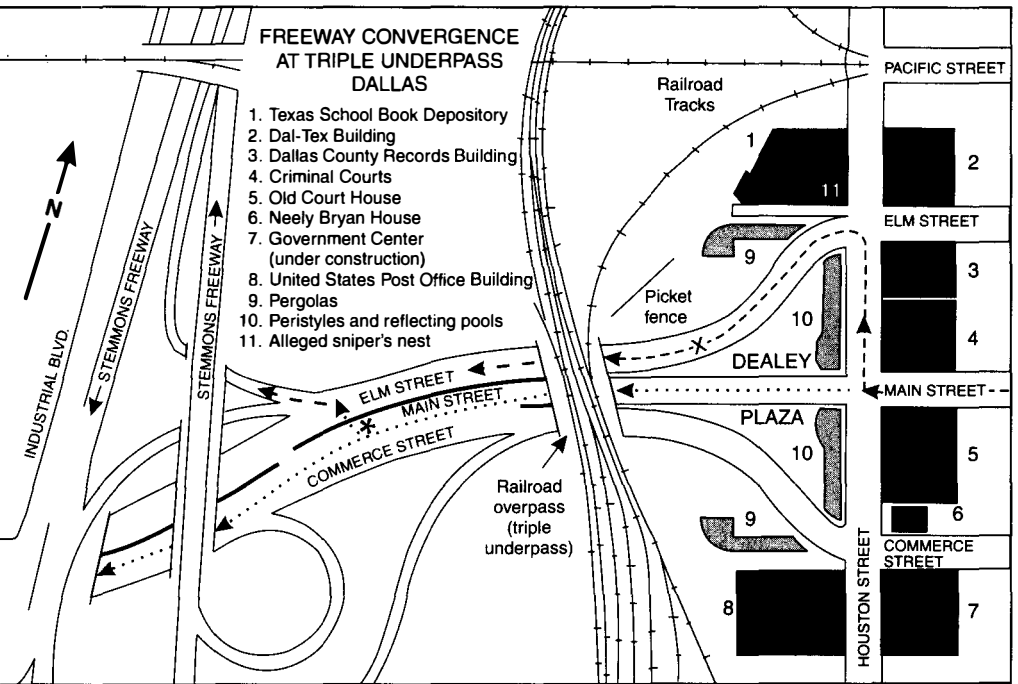 FREEWAY CONVERGENCE
AT TRIPLE UNDERPASS
DALLAS
1. Texas School Book Depository
2. Dal-Tex Building
3. Dallas County Records Building
4. Criminal Courts
5. Old Court House
6. Neely Bryan House
7. Government Center
(under construction)
8. United States Post Office Building
9. Pergolas
10. Peristyles and reflecting pools
11. Alleged sniper's nest
N
INDUSTRIAL BLVD.
STEMMONS FREEWAY
STEMMONS FREEWAY
Railroad
Tracks
PACIFIC STREET
1
11
2
ELM STREET
9
3
Picket
fence
10
4
X
DEALEY
ELM STREET
MAIN STREET
*
COMMERCE STREET
MAIN STREET
PLAZA
10
5
Railroad
overpass
(triple
underpass)
9
6
COMMERCE
STREET
HOUSTON STREET
8
7